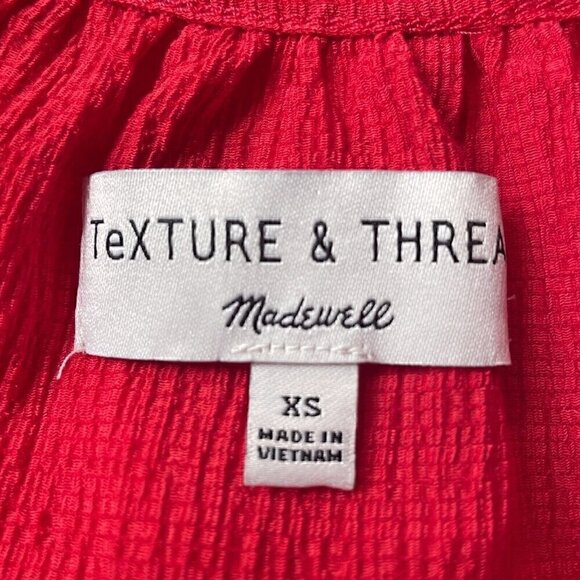 TeXTURE & THREA
Madewell
XS
MADE IN
VIETNAM